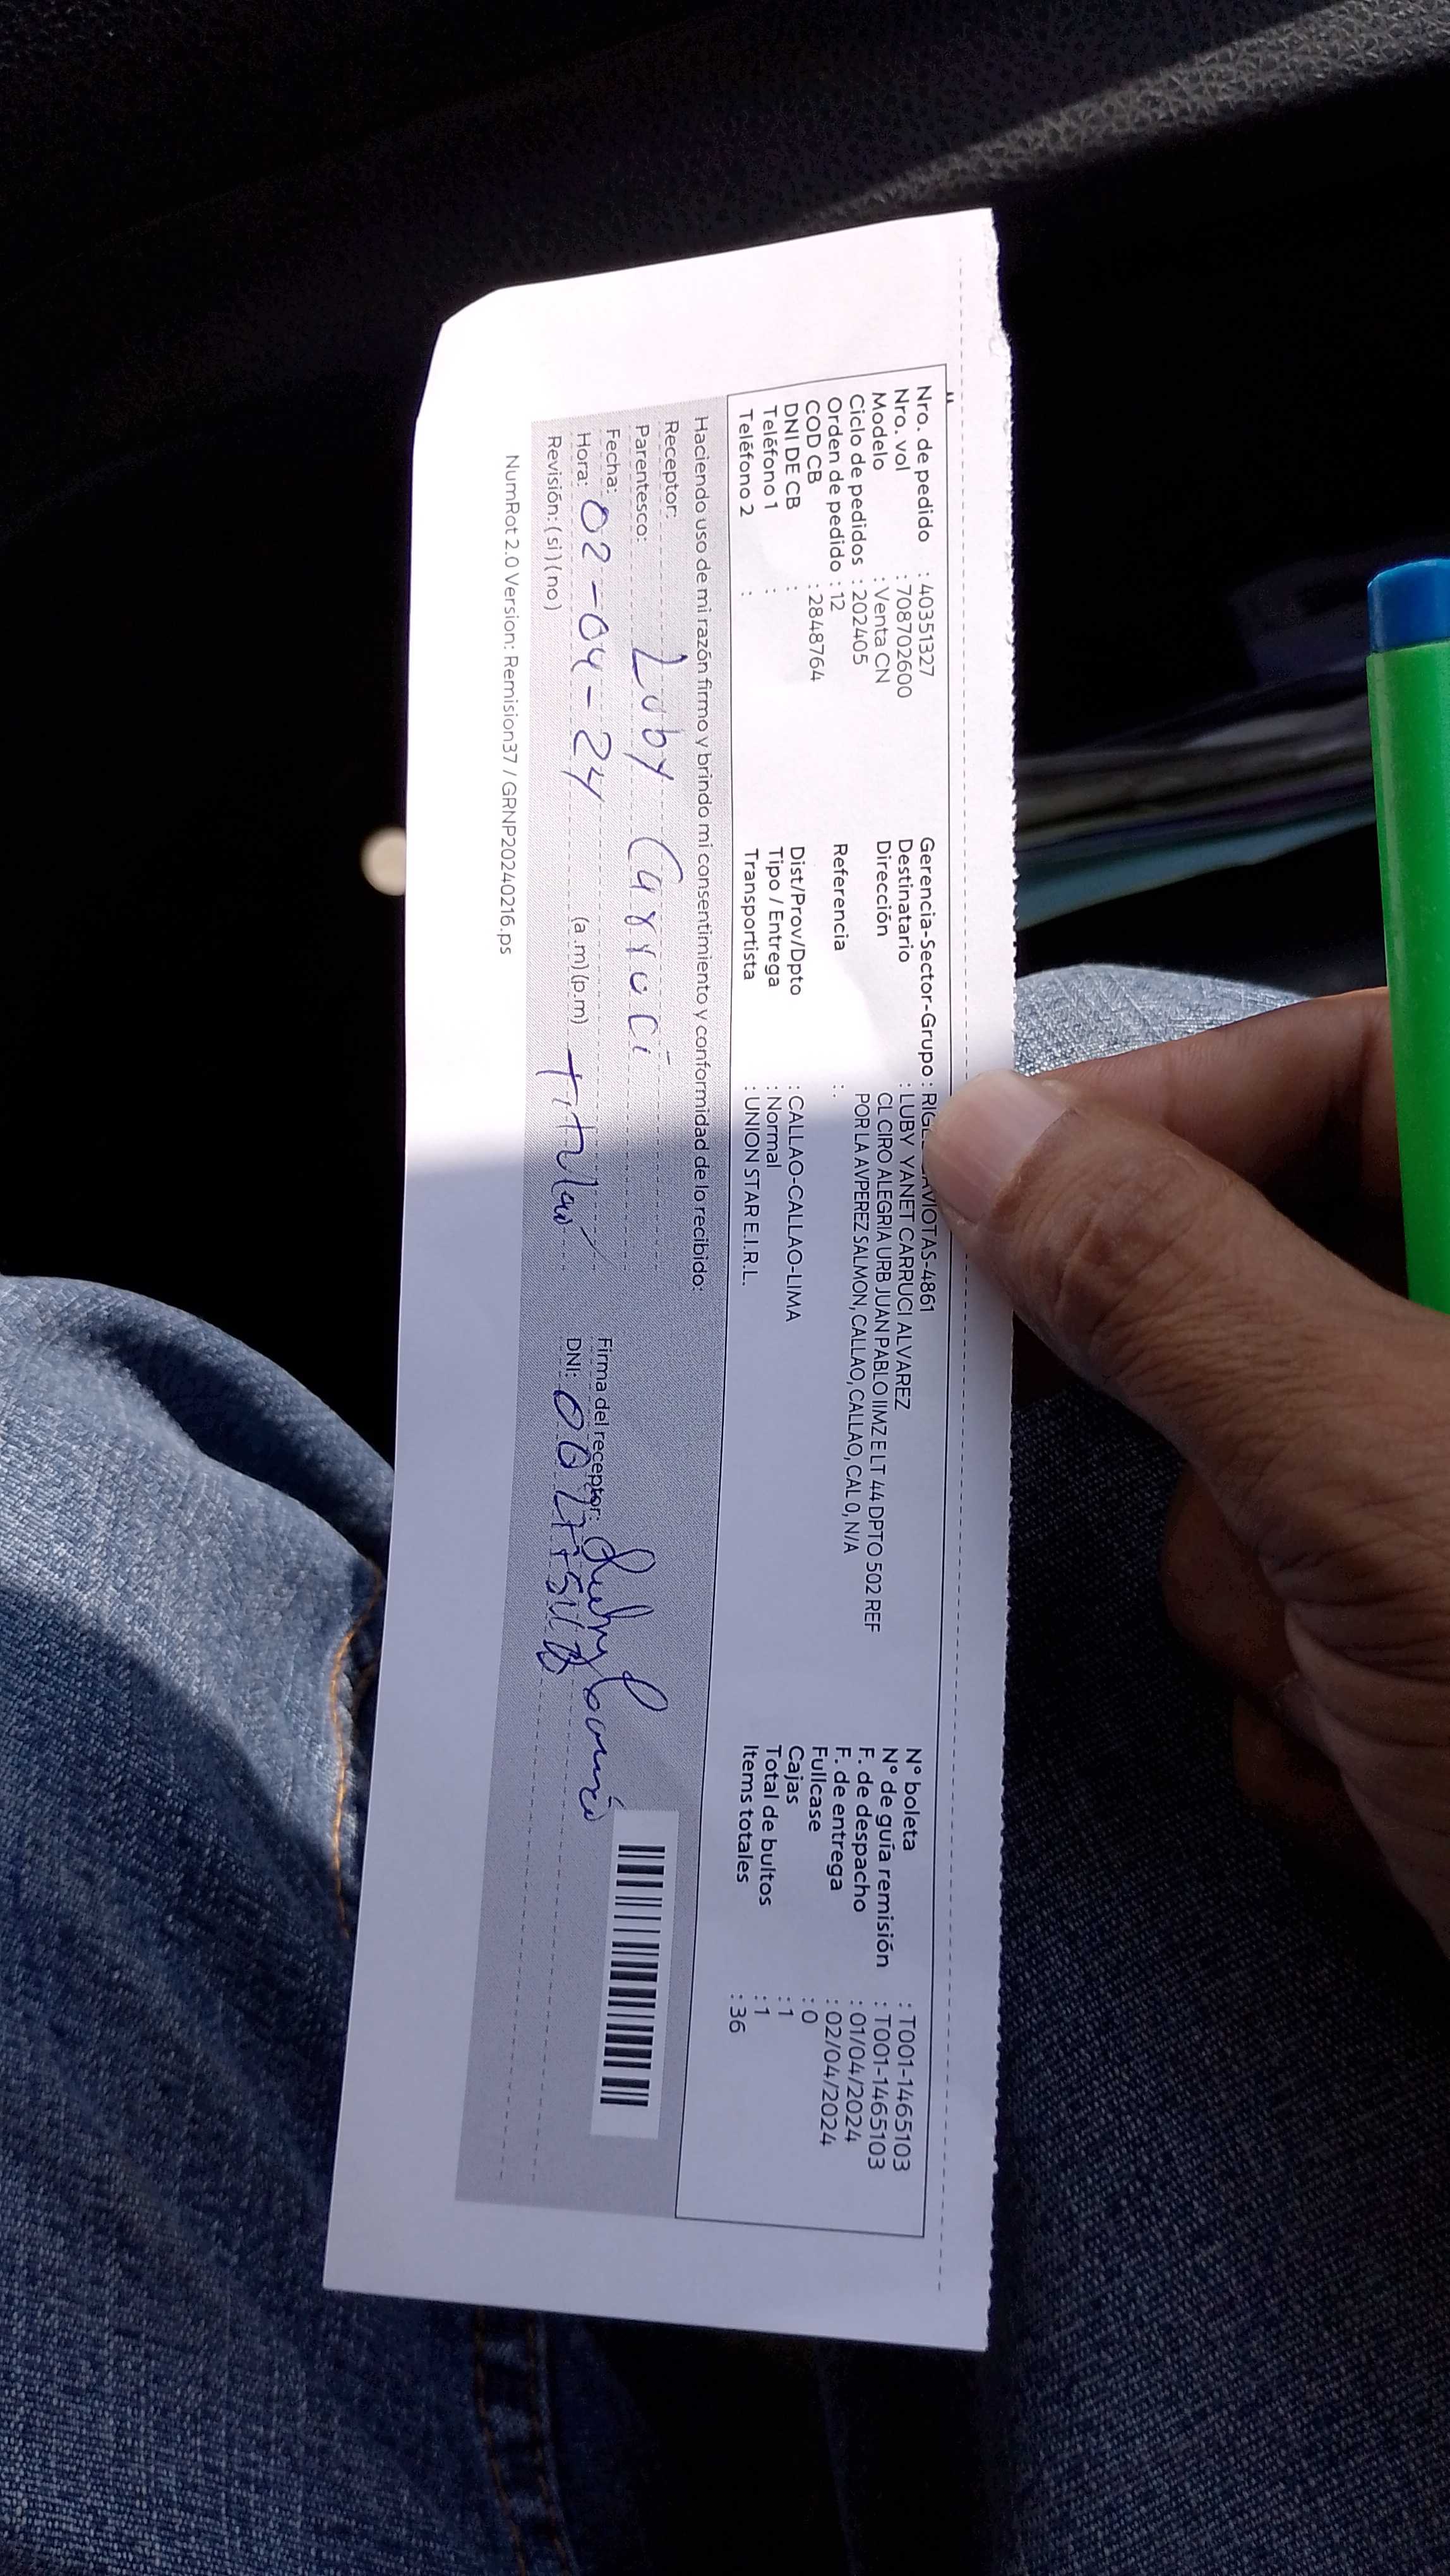 Nro. de pedido : 40351327
Nro. vol : 708702600
Modelo : Venta CN
Ciclo de pedidos : 202405
Orden de pedido : 12
COD CB : 2848764
DNI DE CB :
Teléfono 1 :
Teléfono 2 :
Gerencia-Sector-Grupo : AVIOTAS-4861
Destinatario : LUBY YANET CARRUCI ALVAREZ
Dirección CL CIRO ALEGRIA URB JUAN PABLO IIMZ E LT 44 DPTO 502 REF
POR LA AVPEREZ SALMON, CALLAO, CALLAO, CAL 0, N/A
Referencia : .
Dist/Prov/Dpto : CALLAO-CALLAO-LIMA
Tipo / Entrega : Normal
Transportista : UNION STAR E.I.R.L.
N° boleta : T001-1465103
N° de guía remisión : T001-1465103
F. de despacho : 01/04/2024
F. de entrega : 02/04/2024
Fullcase : 0
Cajas : 1
Total de bultos : 1
Items totales : 36
Haciendo uso de mi razón firmo y brindo mi consentimiento y conformidad de lo recibido:
Receptor: Luby Carruci
Parentesco:
Fecha: 02-04-24
Hora: (a.m)(p.m) titular
Revisión: (si) (no)
Firma del receptor: Luby Carruci
DNI:
NumRot 2.0 Version: Remision37 / GRNP20240216.ps